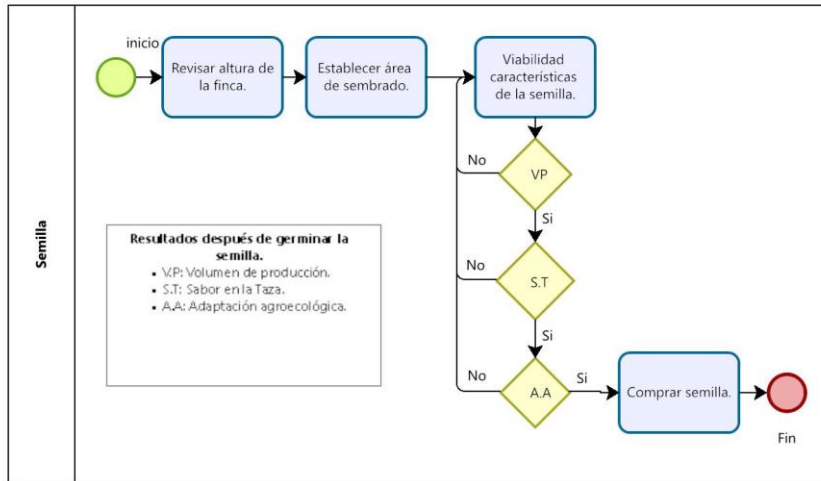 Semilla
inicio
Revisar altura de
la finca.
Establecer área
de sembrado.
Viabilidad
características
de la semilla.
No
VP
Si
No
S.T
Si
No
A.A
Si
Comprar semilla.
Fin
Resultados después de germinar la
semilla.
• V.P: Volumen de producción.
• S.T: Sabor en la Taza.
• A.A: Adaptación agroecológica.